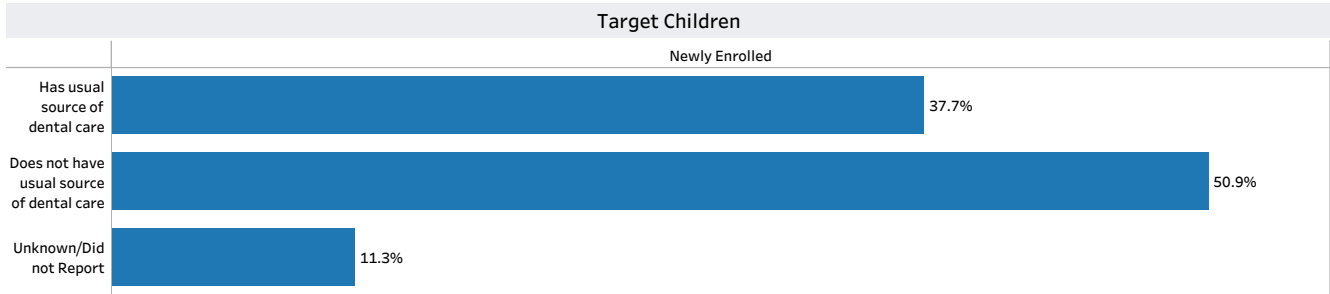 Target Children
Newly Enrolled
Has usual
source of
dental care
37.7%
Does not have
usual source
of dental care
50.9%
Unknown/Did
not Report
11.3%